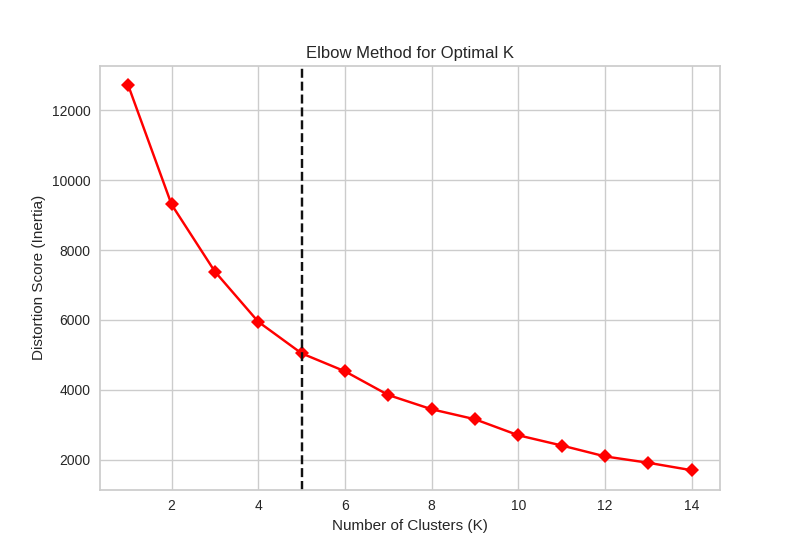 Elbow Method for Optimal K
Distortion Score (Inertia)
12000
10000
8000
6000
4000
2000
2 4 6 8 10 12 14
Number of Clusters (K)